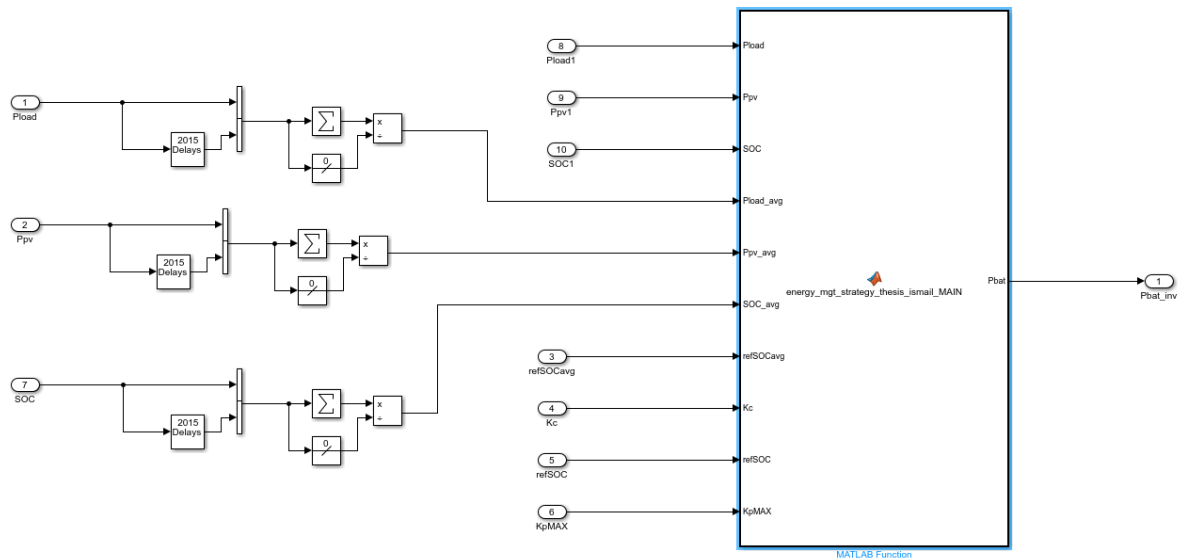 8
Pload1
Pload
1
Pload
2015
Delays
Σ
x
÷
0
9
Ppv1
Ppv
10
SOC1
SOC
Pload_avg
2
Ppv
2015
Delays
Σ
x
÷
0
Ppv_avg
energy_mgt_strategy_thesis_ismail_MAIN
Pbat
1
Pbat_inv
SOC_avg
7
SOC
2015
Delays
Σ
x
÷
0
3
refSOCavg
refSOCavg
4
Kc
Kc
5
refSOC
refSOC
6
KpMAX
KpMAX
MATLAB Function